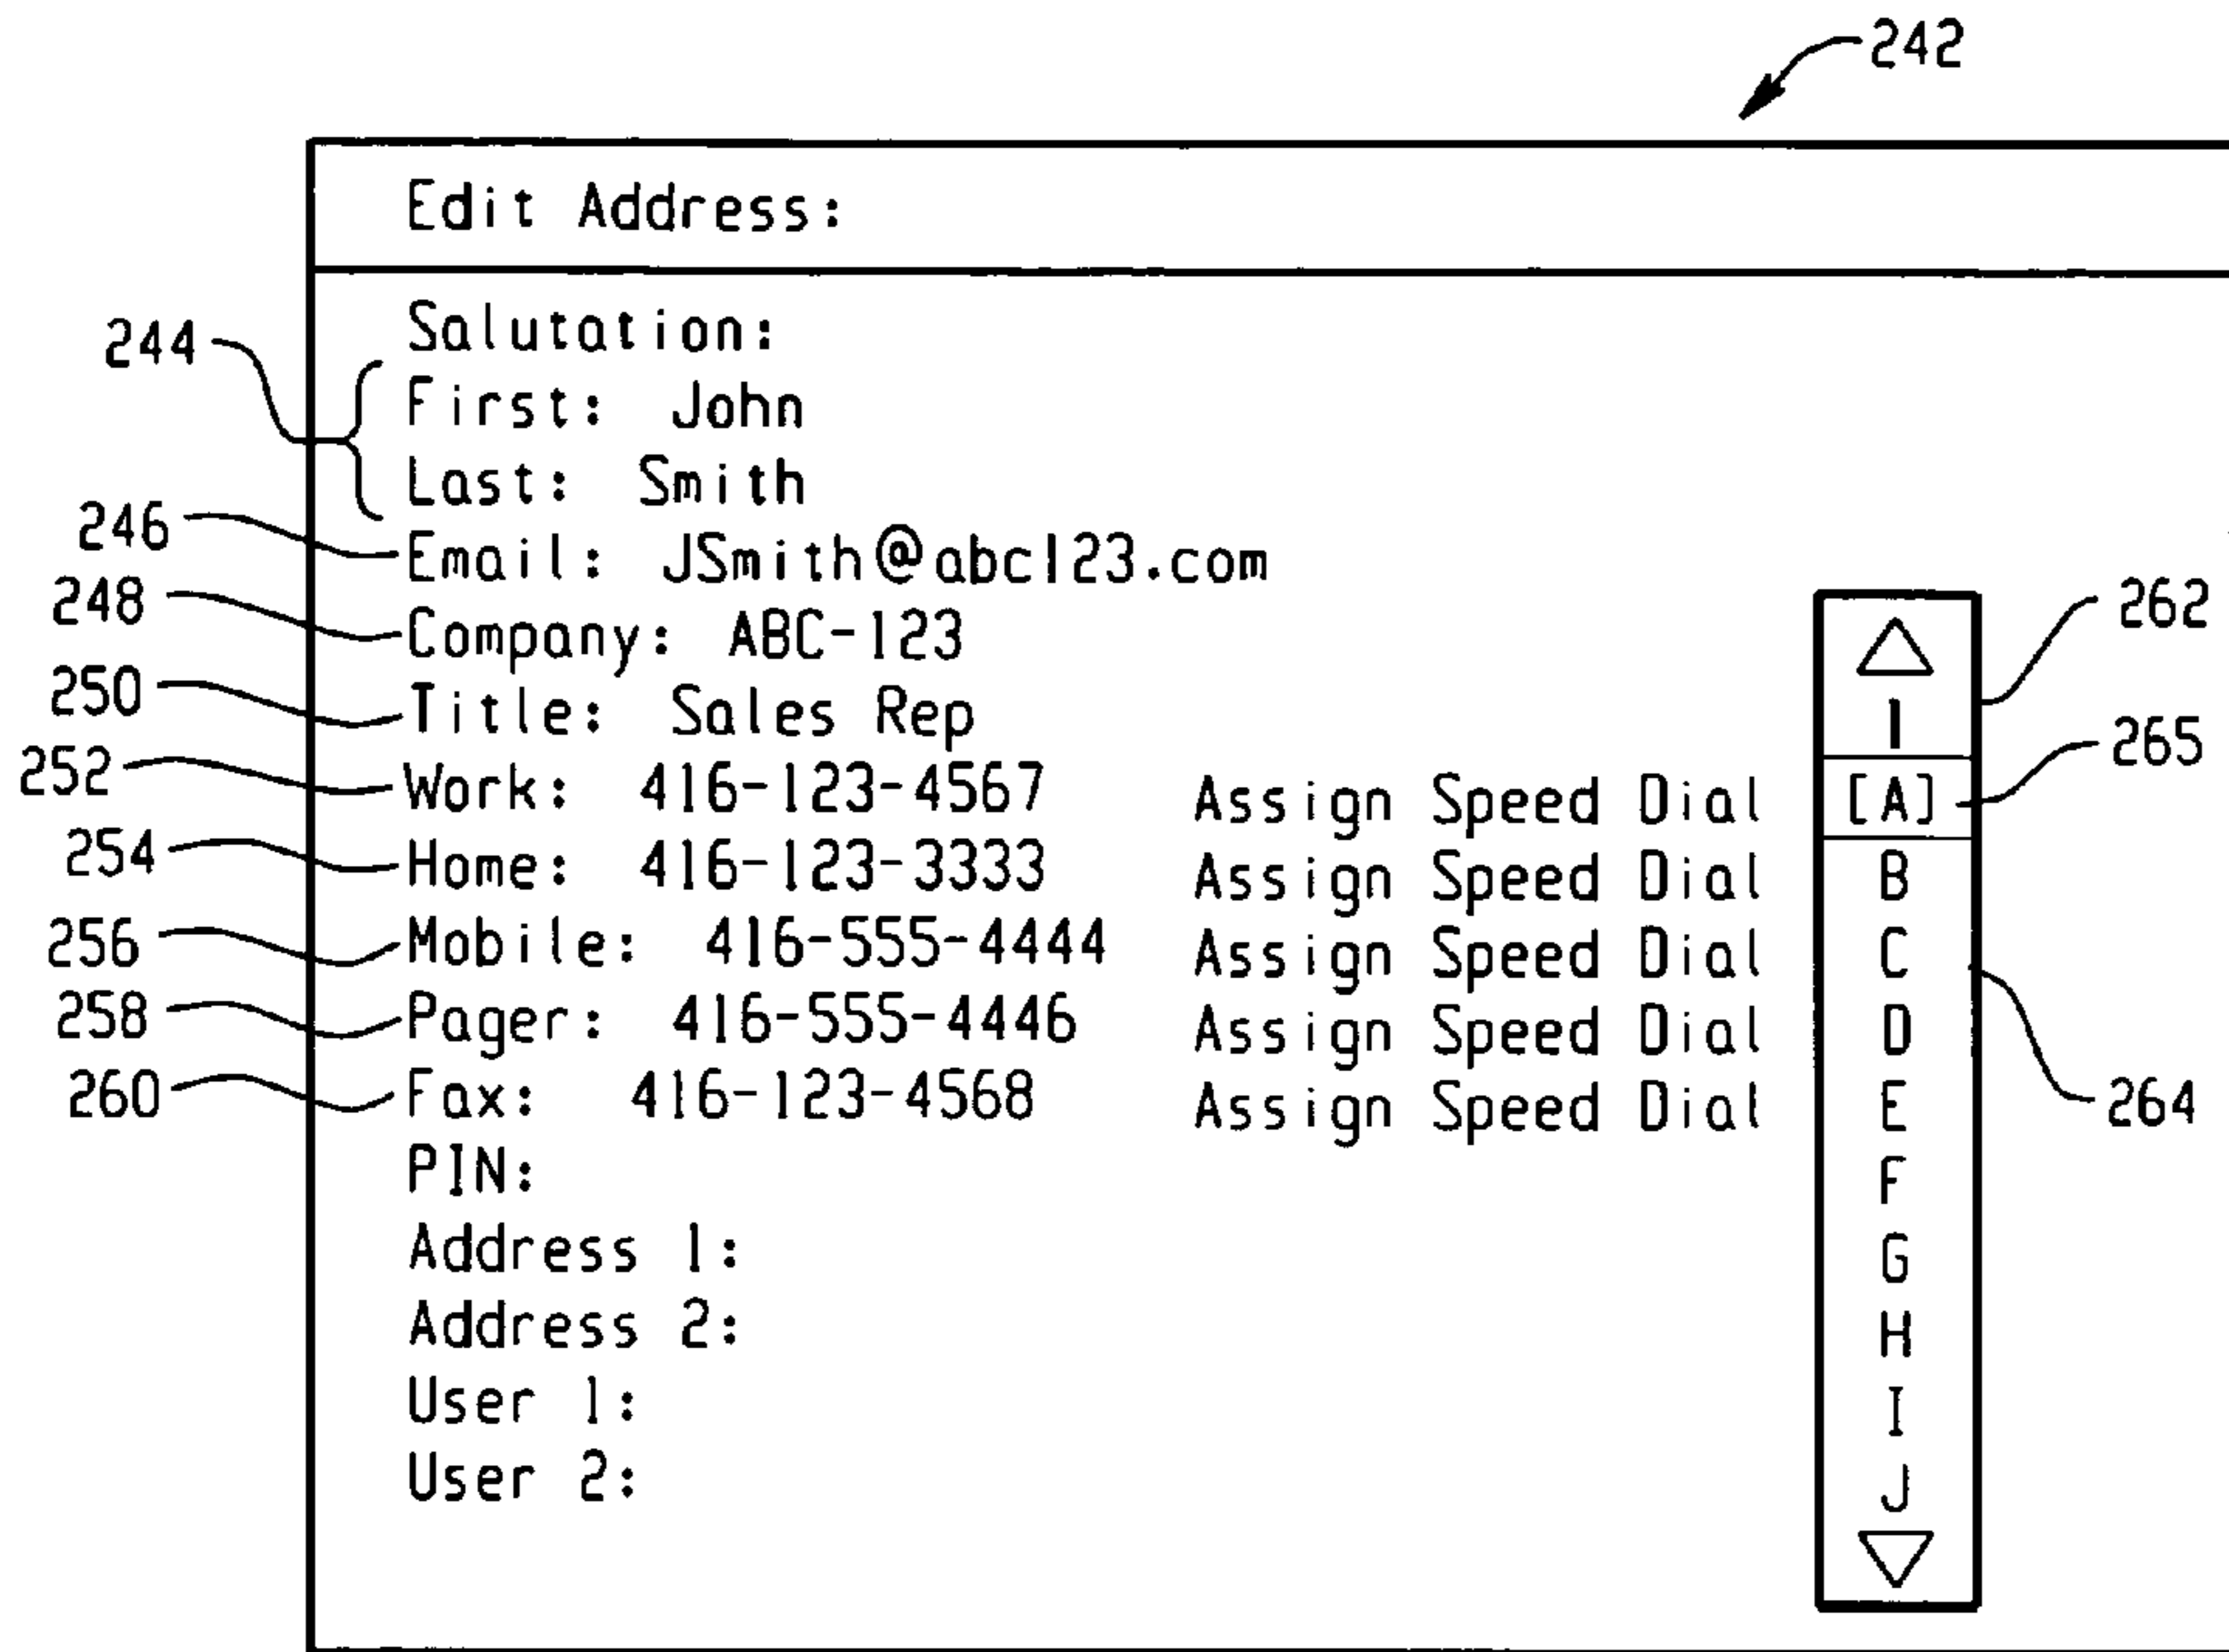 242
Edit Address:
Salutation:
244
First: John
Last: Smith
246
Email: JSmith@abc123.com
248
Company: ABC-123
262
250
Title: Sales Rep
1
265
252
Work: 416-123-4567 Assign Speed Dial [A]
254
Home: 416-123-3333 Assign Speed Dial B
256
Mobile: 416-555-4444 Assign Speed Dial C
258
Pager: 416-555-4446 Assign Speed Dial D
260
Fax: 416-123-4568 Assign Speed Dial E
264
PIN: F
Address 1: G
Address 2: H
User 1: I
User 2: J